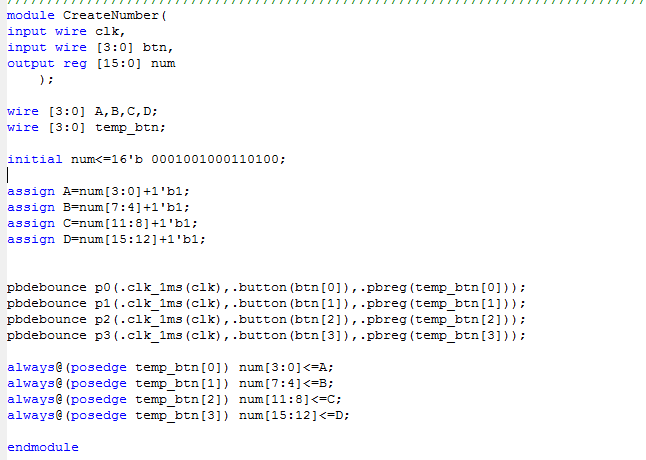 module CreateNumber(
input wire clk,
input wire [3:0] btn,
output reg [15:0] num
    );
wire [3:0] A,B,C,D;
wire [3:0] temp_btn;
initial num<=16'b 0001001000110100;
assign A=num[3:0]+1'b1;
assign B=num[7:4]+1'b1;
assign C=num[11:8]+1'b1;
assign D=num[15:12]+1'b1;
pbdebounce p0(.clk_1ms(clk),.button(btn[0]),.pbreg(temp_btn[0]));
pbdebounce p1(.clk_1ms(clk),.button(btn[1]),.pbreg(temp_btn[1]));
pbdebounce p2(.clk_1ms(clk),.button(btn[2]),.pbreg(temp_btn[2]));
pbdebounce p3(.clk_1ms(clk),.button(btn[3]),.pbreg(temp_btn[3]));
always@(posedge temp_btn[0]) num[3:0]<=A;
always@(posedge temp_btn[1]) num[7:4]<=B;
always@(posedge temp_btn[2]) num[11:8]<=C;
always@(posedge temp_btn[3]) num[15:12]<=D;
endmodule